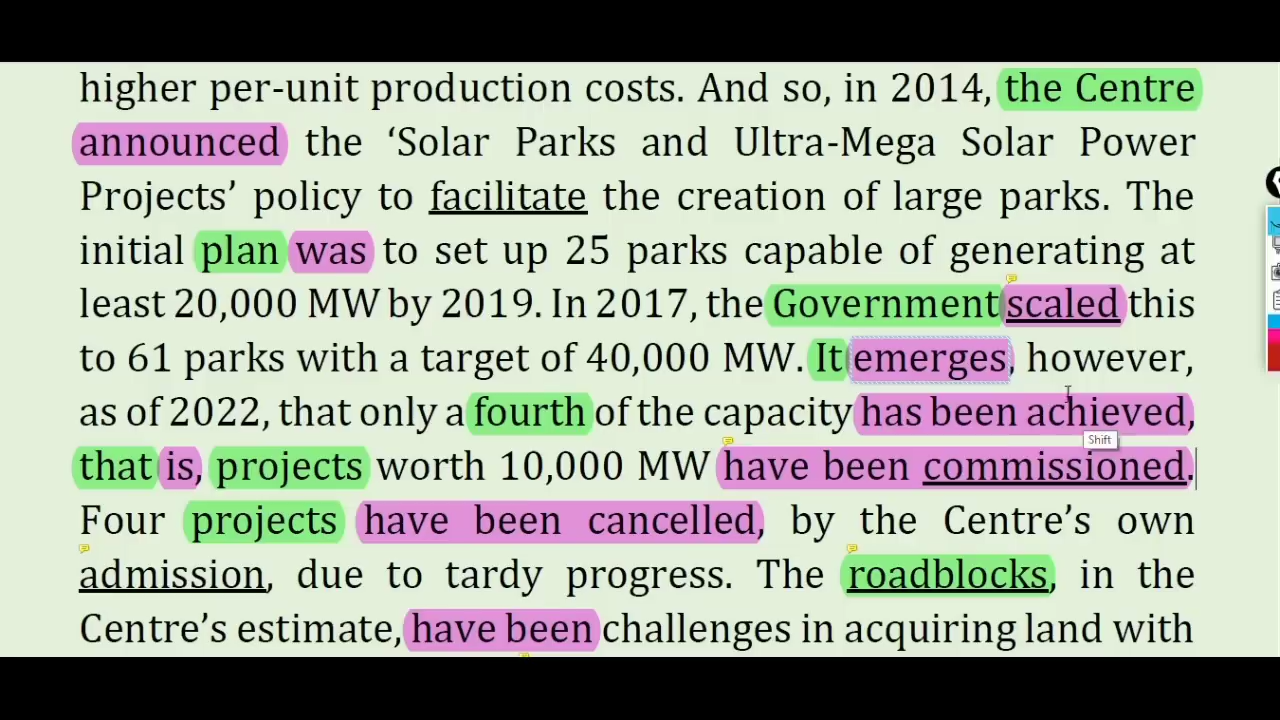 higher per-unit production costs. And so, in 2014, the Centre
announced the ‘Solar Parks and Ultra-Mega Solar Power
Projects’ policy to facilitate the creation of large parks. The
initial plan was to set up 25 parks capable of generating at
least 20,000 MW by 2019. In 2017, the Government scaled this
to 61 parks with a target of 40,000 MW. It emerges, however,
as of 2022, that only a fourth of the capacity has been achieved,
Shift
that is, projects worth 10,000 MW have been commissioned.
Four projects have been cancelled, by the Centre’s own
admission, due to tardy progress. The roadblocks, in the
Centre’s estimate, have been challenges in acquiring land with